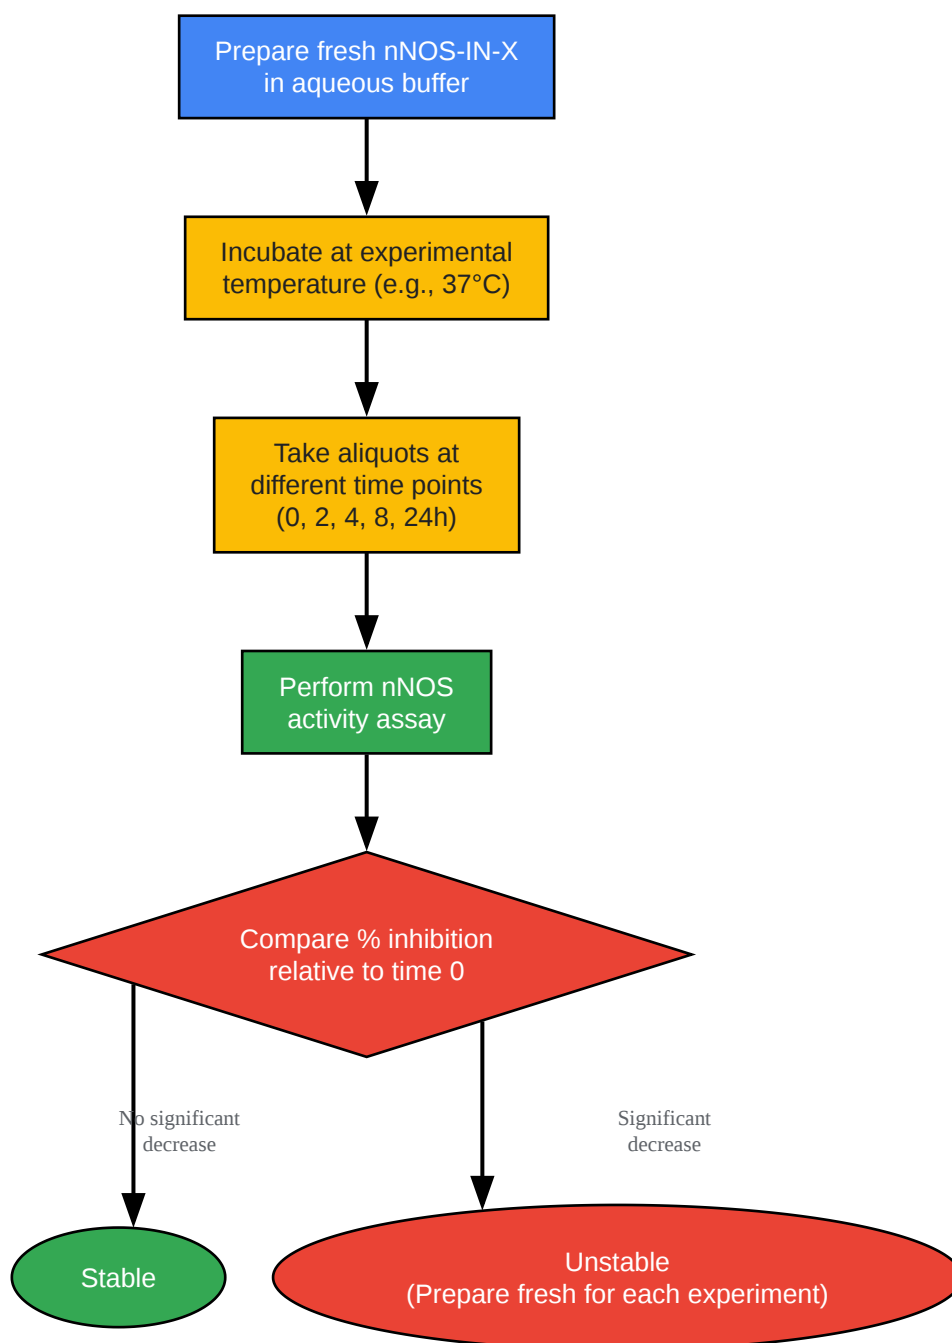 Prepare fresh nNOS-IN-X
in aqueous buffer
Incubate at experimental
temperature (e.g., 37°C)
Take aliquots at
different time points
(0, 2, 4, 8, 24h)
Perform nNOS
activity assay
Compare % inhibition
relative to time 0
No significant
decrease
Significant
decrease
Stable
Unstable
(Prepare fresh for each experiment)